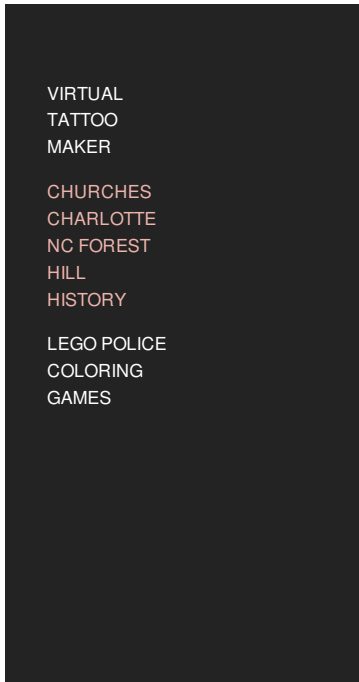 VIRTUAL
TATTOO
MAKER
CHURCHES
CHARLOTTE
NC FOREST
HILL
HISTORY
LEGO POLICE
COLORING
GAMES